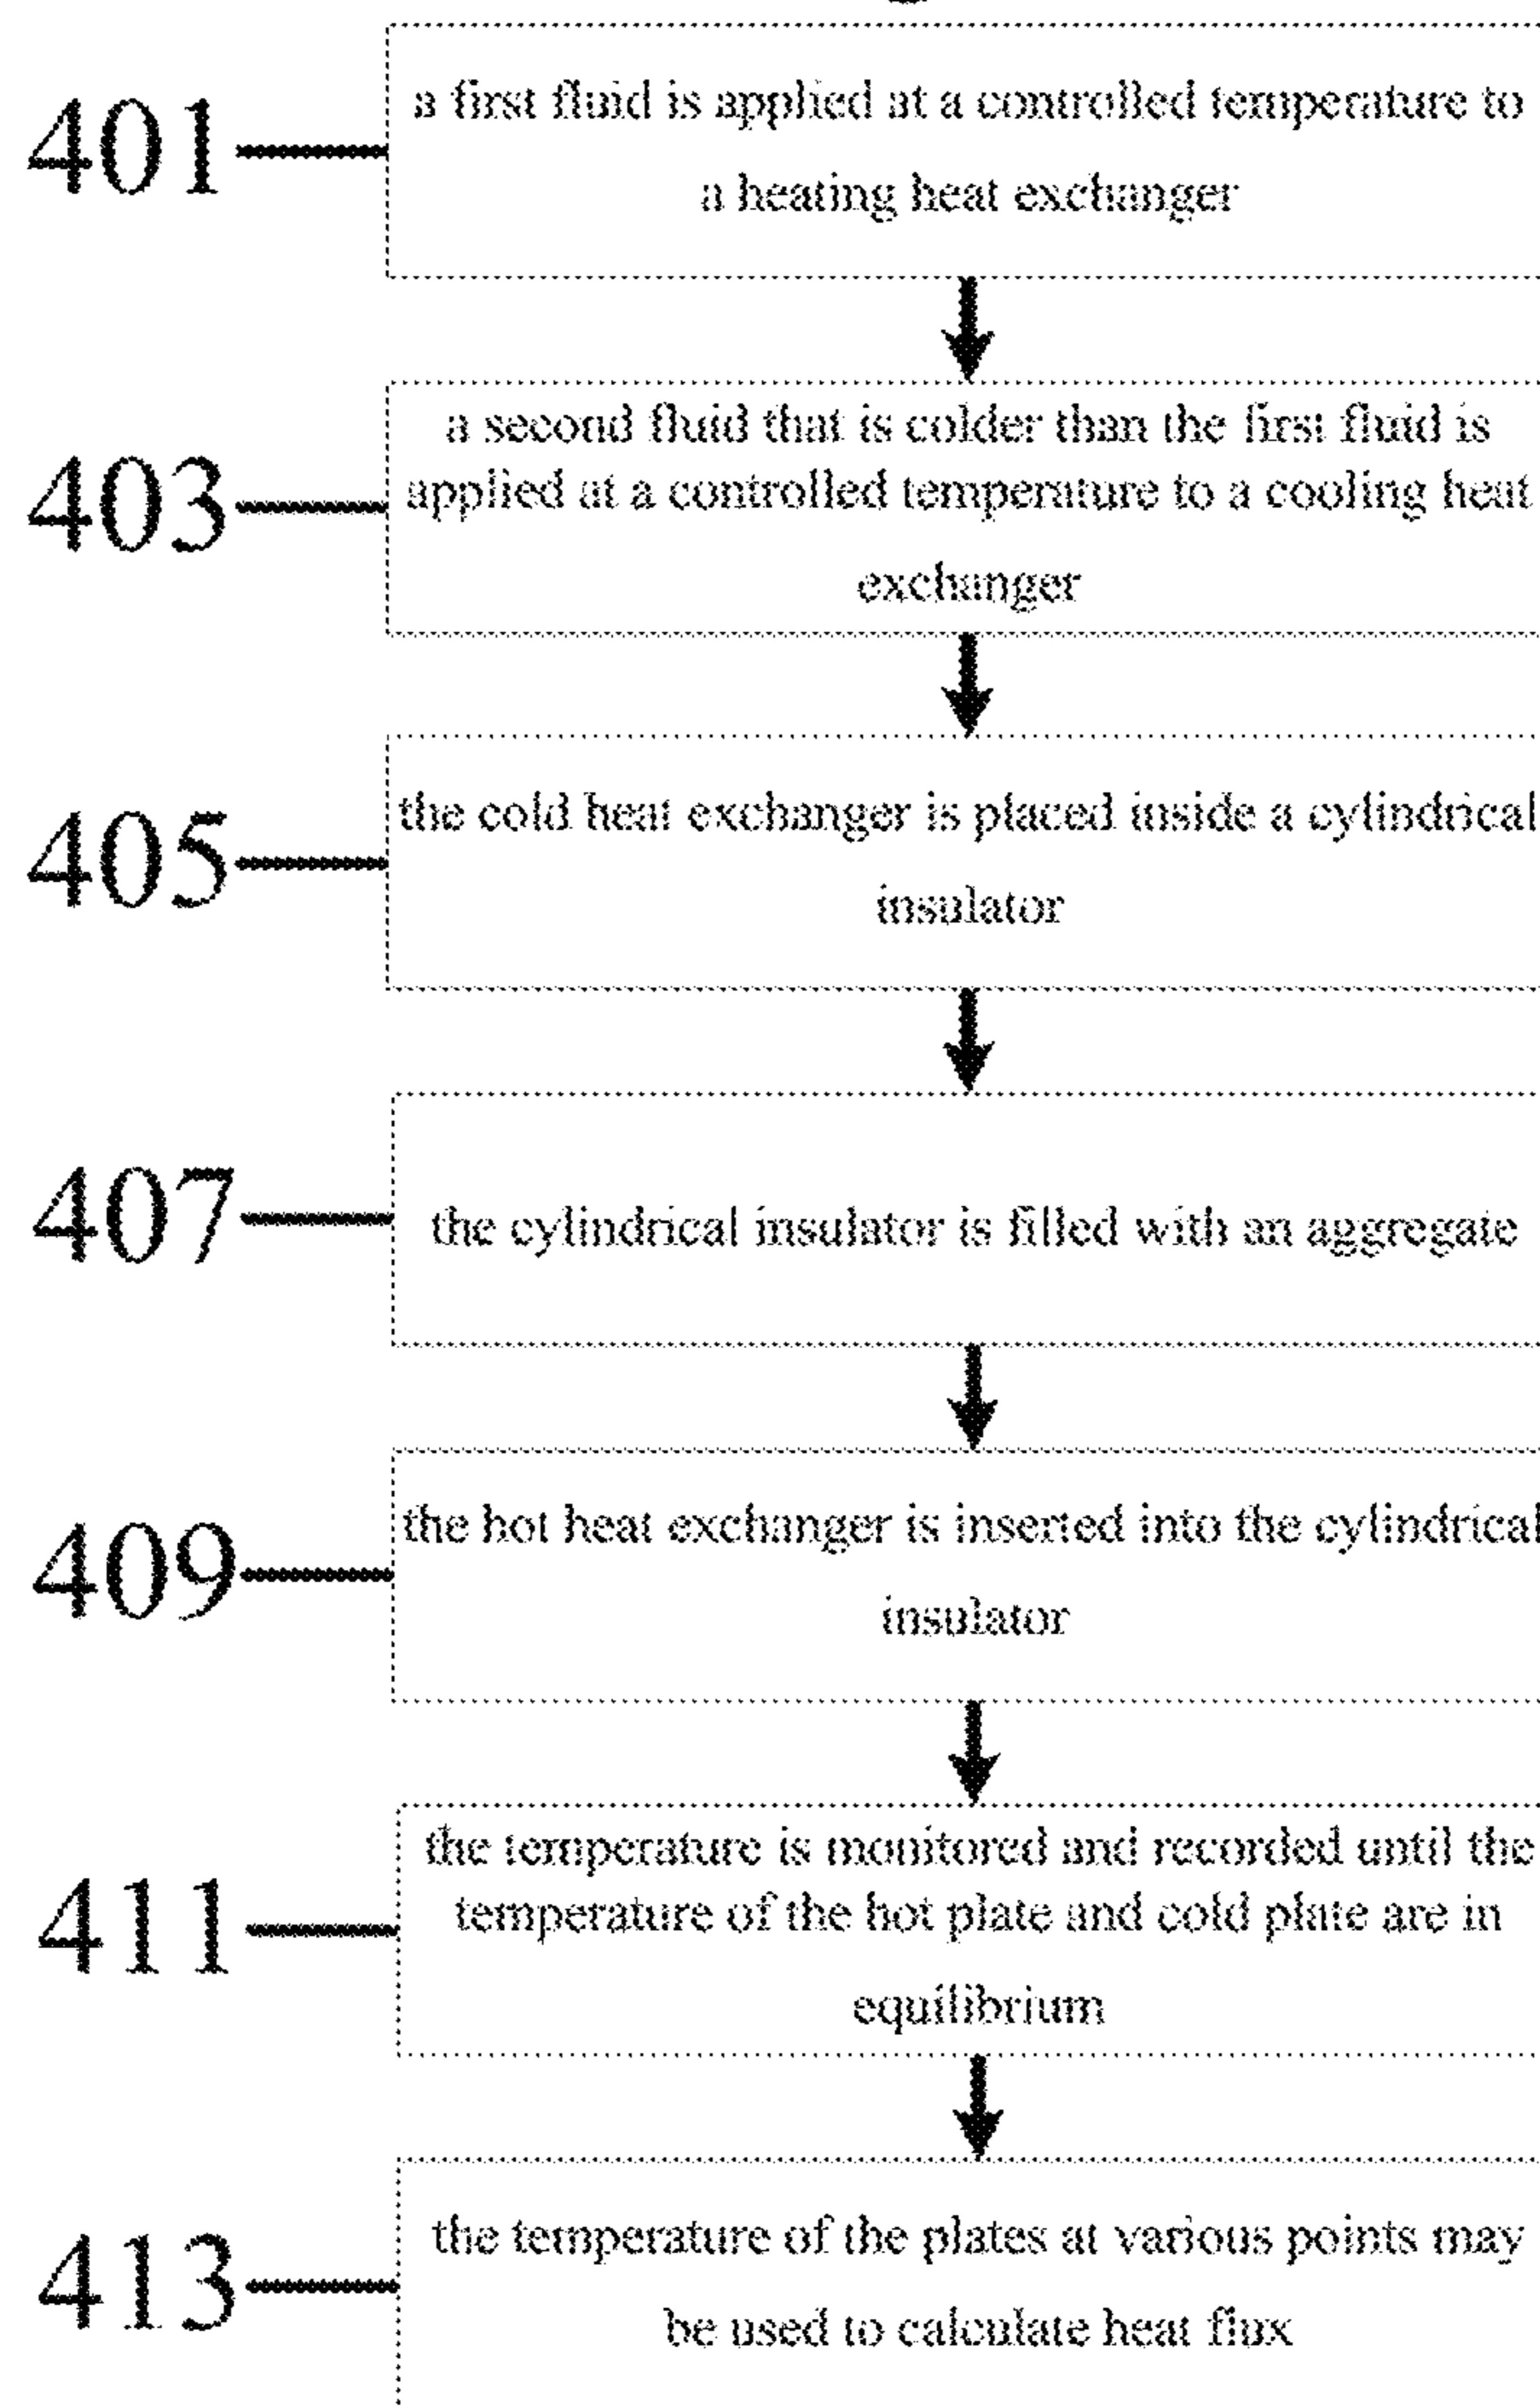 401
a first fluid is applied at a controlled temperature to
a heating heat exchanger
403
a second fluid that is colder than the first fluid is
applied at a controlled temperature to a cooling heat
exchanger
405
the cold heat exchanger is placed inside a cylindrical
insulator
407
the cylindrical insulator is filled with an aggregate
409
the hot heat exchanger is inserted into the cylindrical
insulator
411
the temperature is monitored and recorded until the
temperature of the hot plate and cold plate are in
equilibrium
413
the temperature of the plates at various points may
be used to calculate heat flux